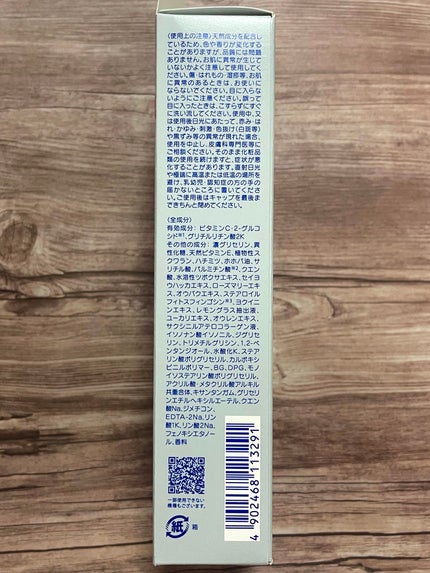 〈使用上の注意〉天然成分を配合し
ているため、色や香りが変化する
ことがありますが、品質には問題
ありません。お肌に異常が生じて
いないかよく注意して使用してく
ださい。傷・はれもの・湿疹等、お肌
に異常のあるときは、お使いに
ならないでください。目に入らな
いようにご注意ください。誤って
目に入ったときは、こすらずにすぐ
に洗い流してください。使用中、又
は使用後日光にあたって、赤み・は
れ・かゆみ・刺激・色抜け(白斑等)
や黒ずみ等の異常が現れた場合、
使用を中止し、皮膚科専門医等に
ご相談ください。そのまま化粧品
類の使用を続けますと、症状が悪
化することがあります。直射日光
や極端に高温または低温の場所を
避け、乳幼児・認知症の方の手の
届かないところに置いてください。
ご使用後はキャップを最後ま
できちんと閉めてください。
〈全成分〉
有効成分：ビタミンC・2-グルコ
シド※1、グリチルリチン酸2K
その他の成分：濃グリセリン、異
性化糖、天然ビタミンE、植物性ス
クワラン、ハチミツ、ホホバ油、サ
リチル酸、パルミチン酸※2、クエン
酸、水溶性ツボクサエキス、セイヨ
ウハッカエキス、ローズマリーエキ
ス、オウバクエキス、ステアロイル
フィトスフィンゴシン※3、ヨクイニ
ンエキス、レモングラス抽出液、
ユーカリエキス、オウレンエキス、
サクシニルアテロコラーゲン液、
イソノナン酸イソノニル、ジグリセ
リン、トリメチルグリシン、1,2-ペ
ンタンジオール、水酸化K、ステア
リン酸ポリグリセリル、カルボキシ
ビニルポリマー、BG、DPG、モノ
イソステアリン酸ポリグリセリル、
アクリル酸・メタクリル酸アルキル
共重合体、キサンタンガム、グリセリ
ンエチルヘキシルエーテル、クエン
酸Na、ジメチコン、
EDTA-2Na、リン
酸1K、リン酸2Na、
フェノキシエタノー
ル、香料
一部使用できない
機種もございます。
紙
箱
4 902468 113291